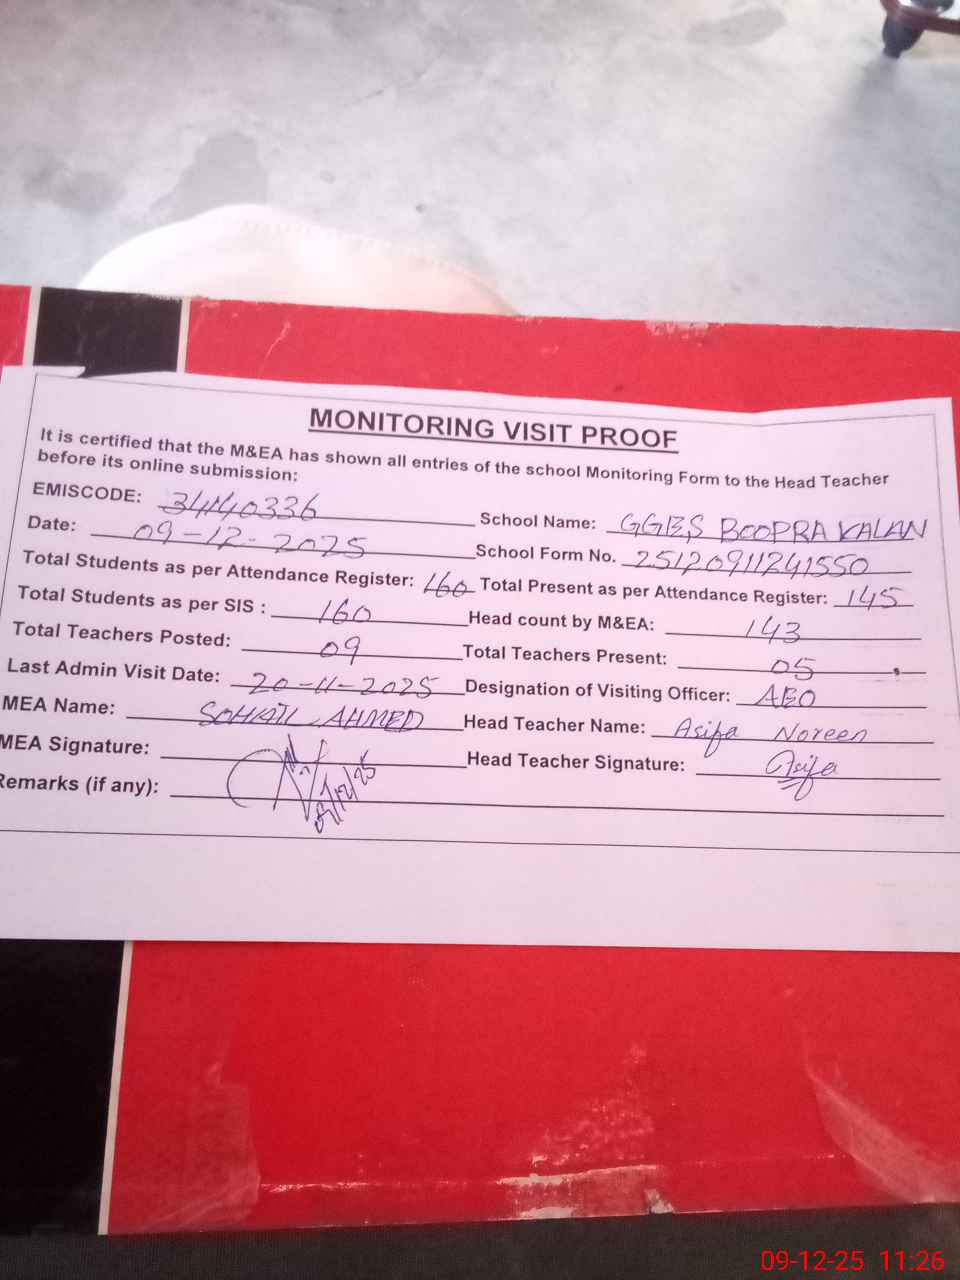 MONITORING VISIT PROOF
It is certified that the M&EA has shown all entries of the school Monitoring Form to the Head Teacher
before its online submission:
EMISCODE: 34440336 School Name: GGES BOOPRA KALAN
Date: 09-12-2025 School Form No. 25120911241550
Total Students as per Attendance Register: 160 Total Present as per Attendance Register: 145
Total Students as per SIS : 160 Head count by M&EA: 143
Total Teachers Posted: 09 Total Teachers Present: 05
Last Admin Visit Date: 20-11-2025 Designation of Visiting Officer: AEO
MEA Name: SOHAIL AHMED Head Teacher Name: Asifa Noreen
MEA Signature: Head Teacher Signature: Asifa
Remarks (if any):
09-12-25 11:26